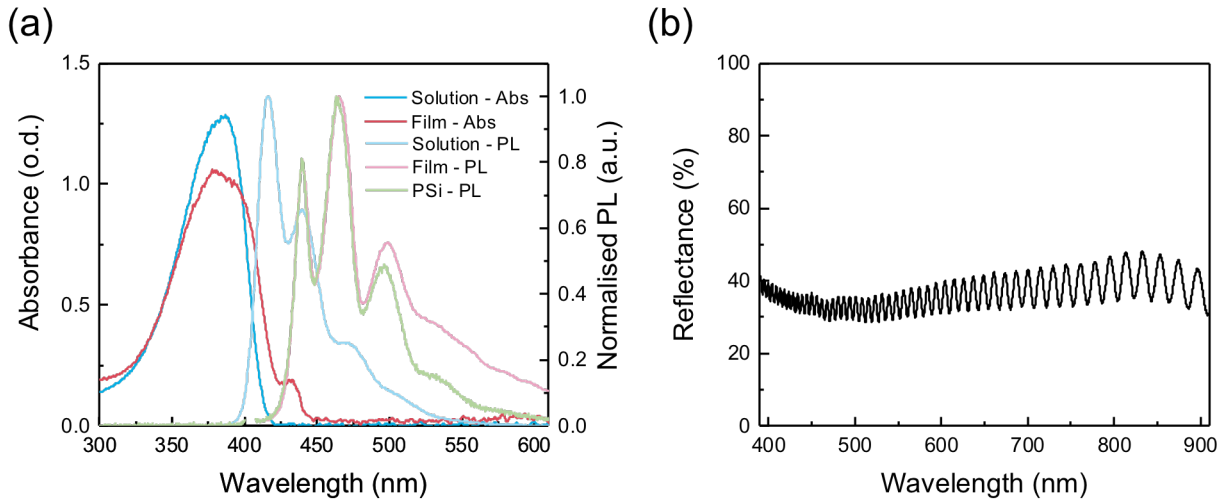 (a)
1.5
1.0
0.5
0.0
Absorbance (o.d.)
300 350 400 450 500 550 600
Wavelength (nm)
1.0
0.8
0.6
0.4
0.2
0.0
Normalised PL (a.u.)
Solution - Abs
Film - Abs
Solution - PL
Film - PL
PSi - PL
(b)
100
80
60
40
20
0
Reflectance (%)
400 500 600 700 800 900
Wavelength (nm)